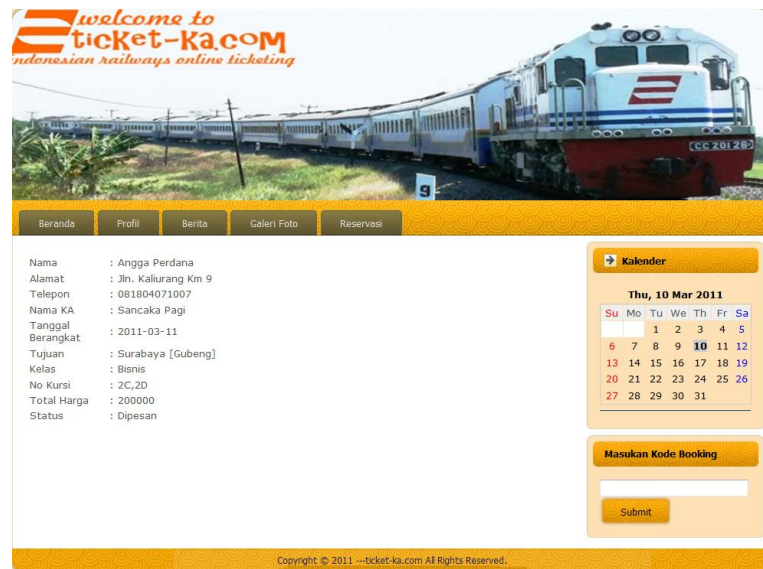 welcome to
ticket-ka.com
indonesian railways online ticketing
CC 201 26
9
Beranda Profil Berita Galeri Foto Reservasi
Nama : Angga Perdana
Alamat : Jln. Kaliurang Km 9
Telepon : 081804071007
Nama KA : Sancaka Pagi
Tanggal
Berangkat : 2011-03-11
Tujuan : Surabaya [Gubeng]
Kelas : Bisnis
No Kursi : 2C,2D
Total Harga : 200000
Status : Dipesan
Kalender
Thu, 10 Mar 2011
Su Mo Tu We Th Fr Sa
1 2 3 4 5
6 7 8 9 10 11 12
13 14 15 16 17 18 19
20 21 22 23 24 25 26
27 28 29 30 31
Masukan Kode Booking
Submit
Copyright © 2011 ---ticket-ka.com All Rights Reserved.